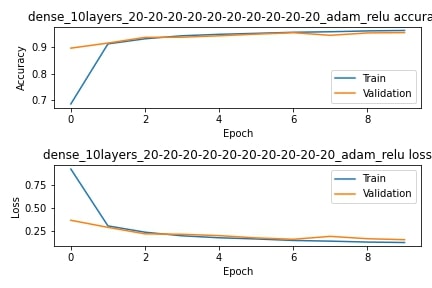 dense_10layers_20-20-20-20-20-20-20-20-20-20_adam_relu accura
Accuracy
0.9
0.8
0.7
Train
Validation
0 2 4 6 8
Epoch
dense_10layers_20-20-20-20-20-20-20-20-20-20_adam_relu loss
Loss
0.75
0.50
0.25
Train
Validation
0 2 4 6 8
Epoch